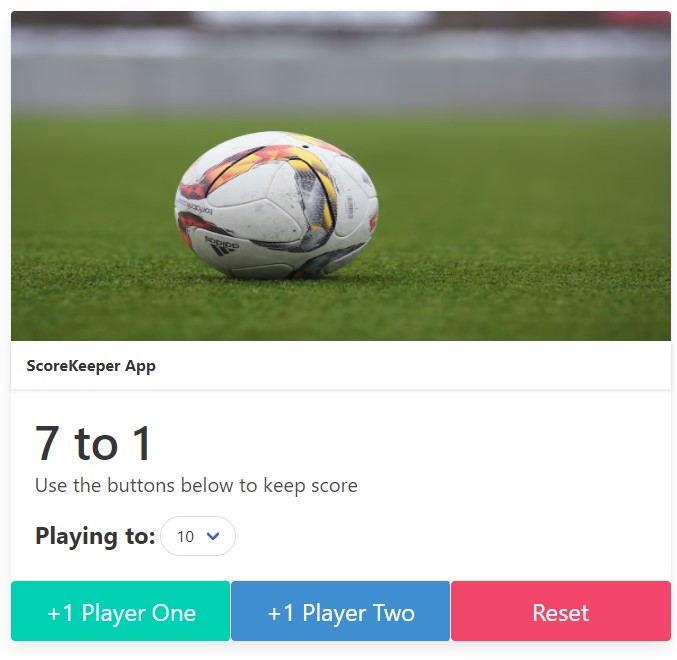 adidas
ScoreKeeper App
7 to 1
Use the buttons below to keep score
Playing to: 10
+1 Player One
+1 Player Two
Reset